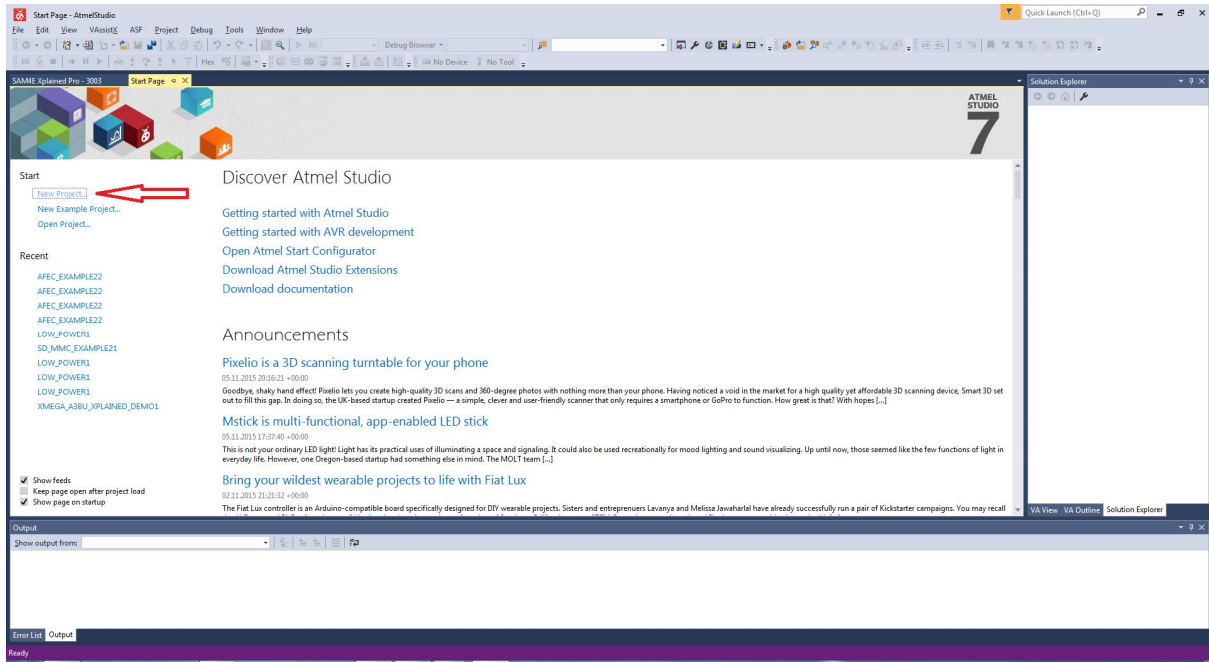 Start Page - AtmelStudio
Quick Launch (Ctrl+Q)
File Edit View VAssistX ASF Project Debug Tools Window Help
Debug Browser
Hex
No Device No Tool
SAM4E Xplained Pro - 3003 Start Page
Solution Explorer
ATMEL
STUDIO
7
Start
New Project...
New Example Project...
Open Project...
Recent
AFEC_EXAMPLE22
AFEC_EXAMPLE22
AFEC_EXAMPLE22
AFEC_EXAMPLE22
LOW_POWER1
SD_MMC_EXAMPLE21
LOW_POWER1
LOW_POWER1
LOW_POWER1
XMEGA_A3BU_XPLAINED_DEMO1
Show feeds
Keep page open after project load
Show page on startup
Discover Atmel Studio
Getting started with Atmel Studio
Getting started with AVR development
Open Atmel Start Configurator
Download Atmel Studio Extensions
Download documentation
Announcements
Pixelio is a 3D scanning turntable for your phone
05.11.2015 20:16:21 +00:00
Goodbye, shaky hand effect! Pixelio lets you create high-quality 3D scans and 360-degree photos with nothing more than your phone. Having noticed a void in the market for a high quality yet affordable 3D scanning device, Smart 3D set
out to fill this gap. In doing so, the UK-based startup created Pixelio — a simple, clever and user-friendly scanner that only requires a smartphone or GoPro to function. How great is that? With hopes [...]
Mstick is multi-functional, app-enabled LED stick
05.11.2015 17:37:40 +00:00
This is not your ordinary LED light! Light has its practical uses of illuminating a space and signaling. It could also be used recreationally for mood lighting and sound visualizing. Up until now, those seemed like the few functions of light in
everyday life. However, one Oregon-based startup had something else in mind. The MOLT team [...]
Bring your wildest wearable projects to life with Fiat Lux
02.11.2015 21:21:32 +00:00
The Fiat Lux controller is an Arduino-compatible board specifically designed for DIY wearable projects. Sisters and entreprenuers Lavanya and Melissa Jawaharlal have already successfully run a pair of Kickstarter campaigns. You may recall
VA View VA Outline Solution Explorer
Output
Show output from:
Error List Output
Ready